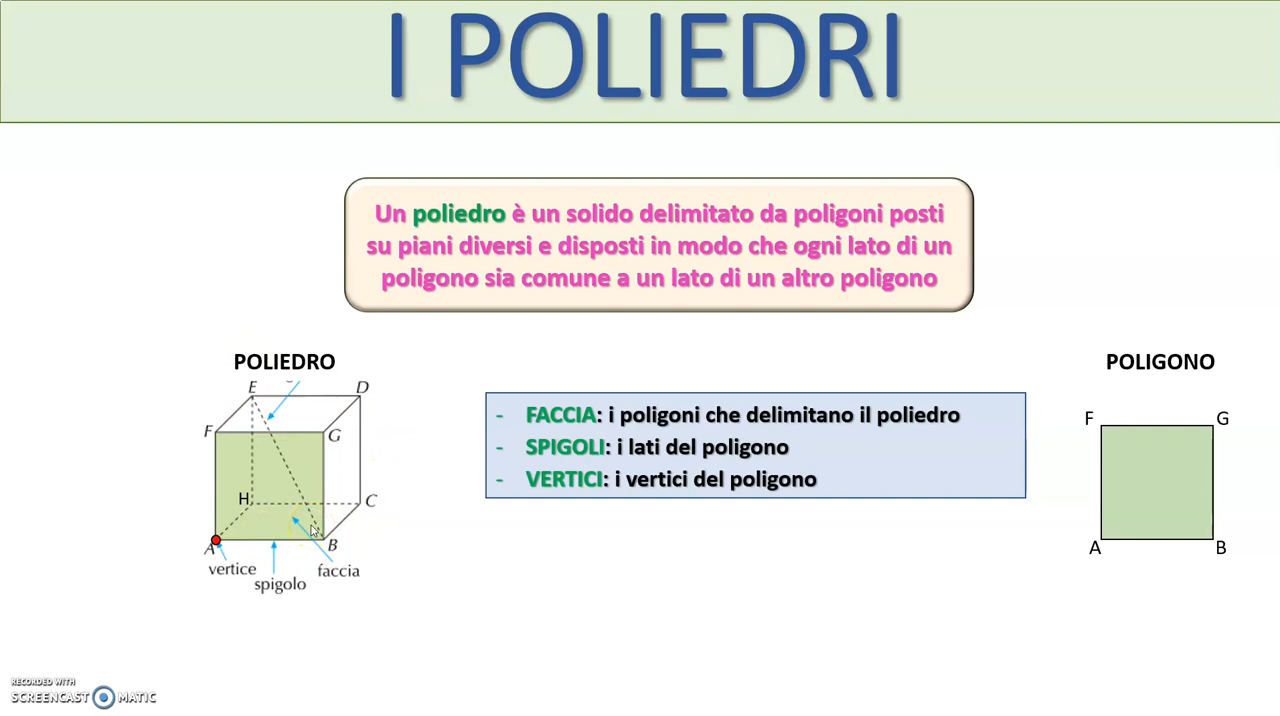 I POLIEDRI
Un poliedro è un solido delimitato da poligoni posti
su piani diversi e disposti in modo che ogni lato di un
poligono sia comune a un lato di un altro poligono
POLIEDRO
E
D
F
G
H
C
A
B
vertice
spigolo
faccia
- FACCIA: i poligoni che delimitano il poliedro
- SPIGOLI: i lati del poligono
- VERTICI: i vertici del poligono
POLIGONO
F
G
A
B
RECORDED WITH
SCREENCAST MATIC